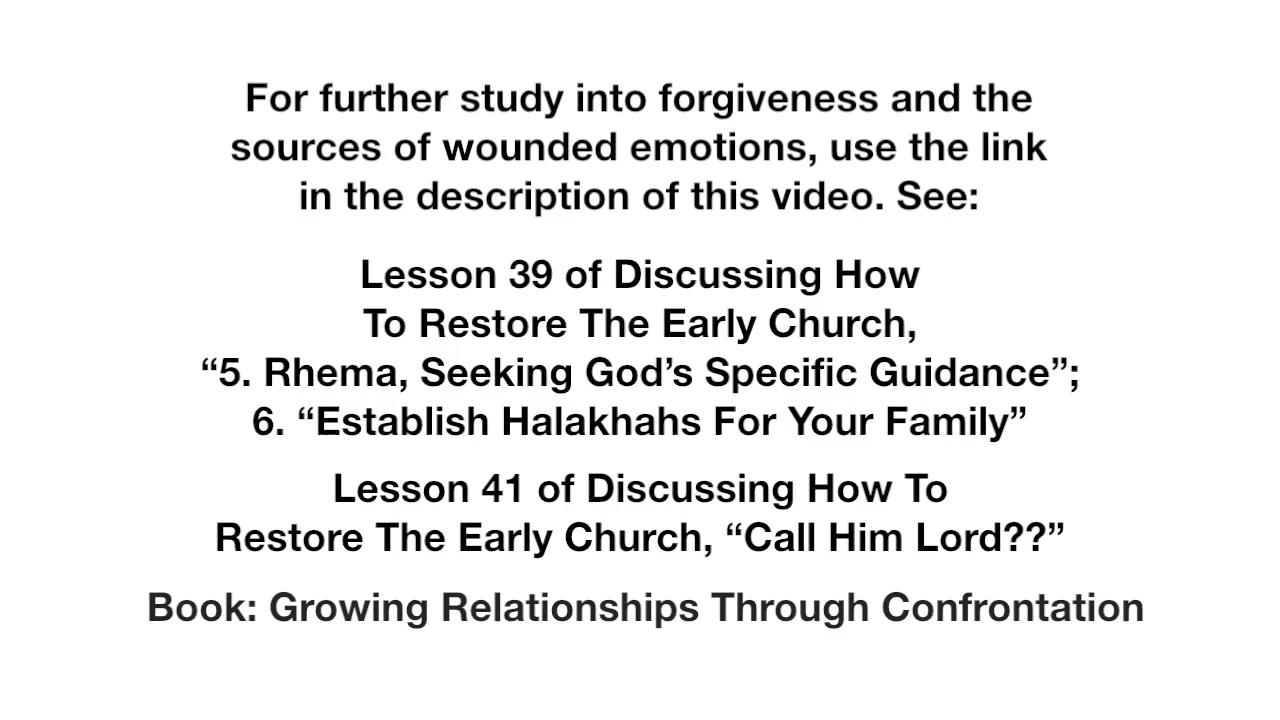 For further study into forgiveness and the
sources of wounded emotions, use the link
in the description of this video. See:
Lesson 39 of Discussing How
To Restore The Early Church,
“5. Rhema, Seeking God’s Specific Guidance”;
6. “Establish Halakhahs For Your Family”
Lesson 41 of Discussing How To
Restore The Early Church, “Call Him Lord??”
Book: Growing Relationships Through Confrontation